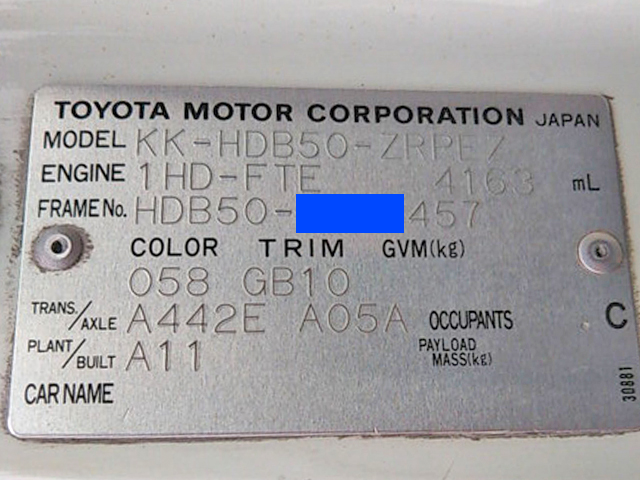 TOYOTA MOTOR CORPORATION JAPAN
MODEL KK-HDB50-ZRPEZ
ENGINE 1HD-FTE 4163 mL
FRAME No. HDB50- 457
COLOR TRIM GVM(kg)
058 GB10
TRANS./AXLE A442E A05A OCCUPANTS C
PLANT/BUILT A11 PAYLOAD MASS(kg)
CAR NAME
30881